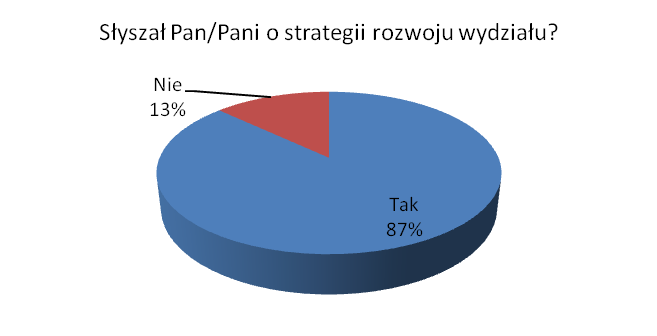 Słyszał Pan/Pani o strategii rozwoju wydziału?
Nie
13%
Tak
87%